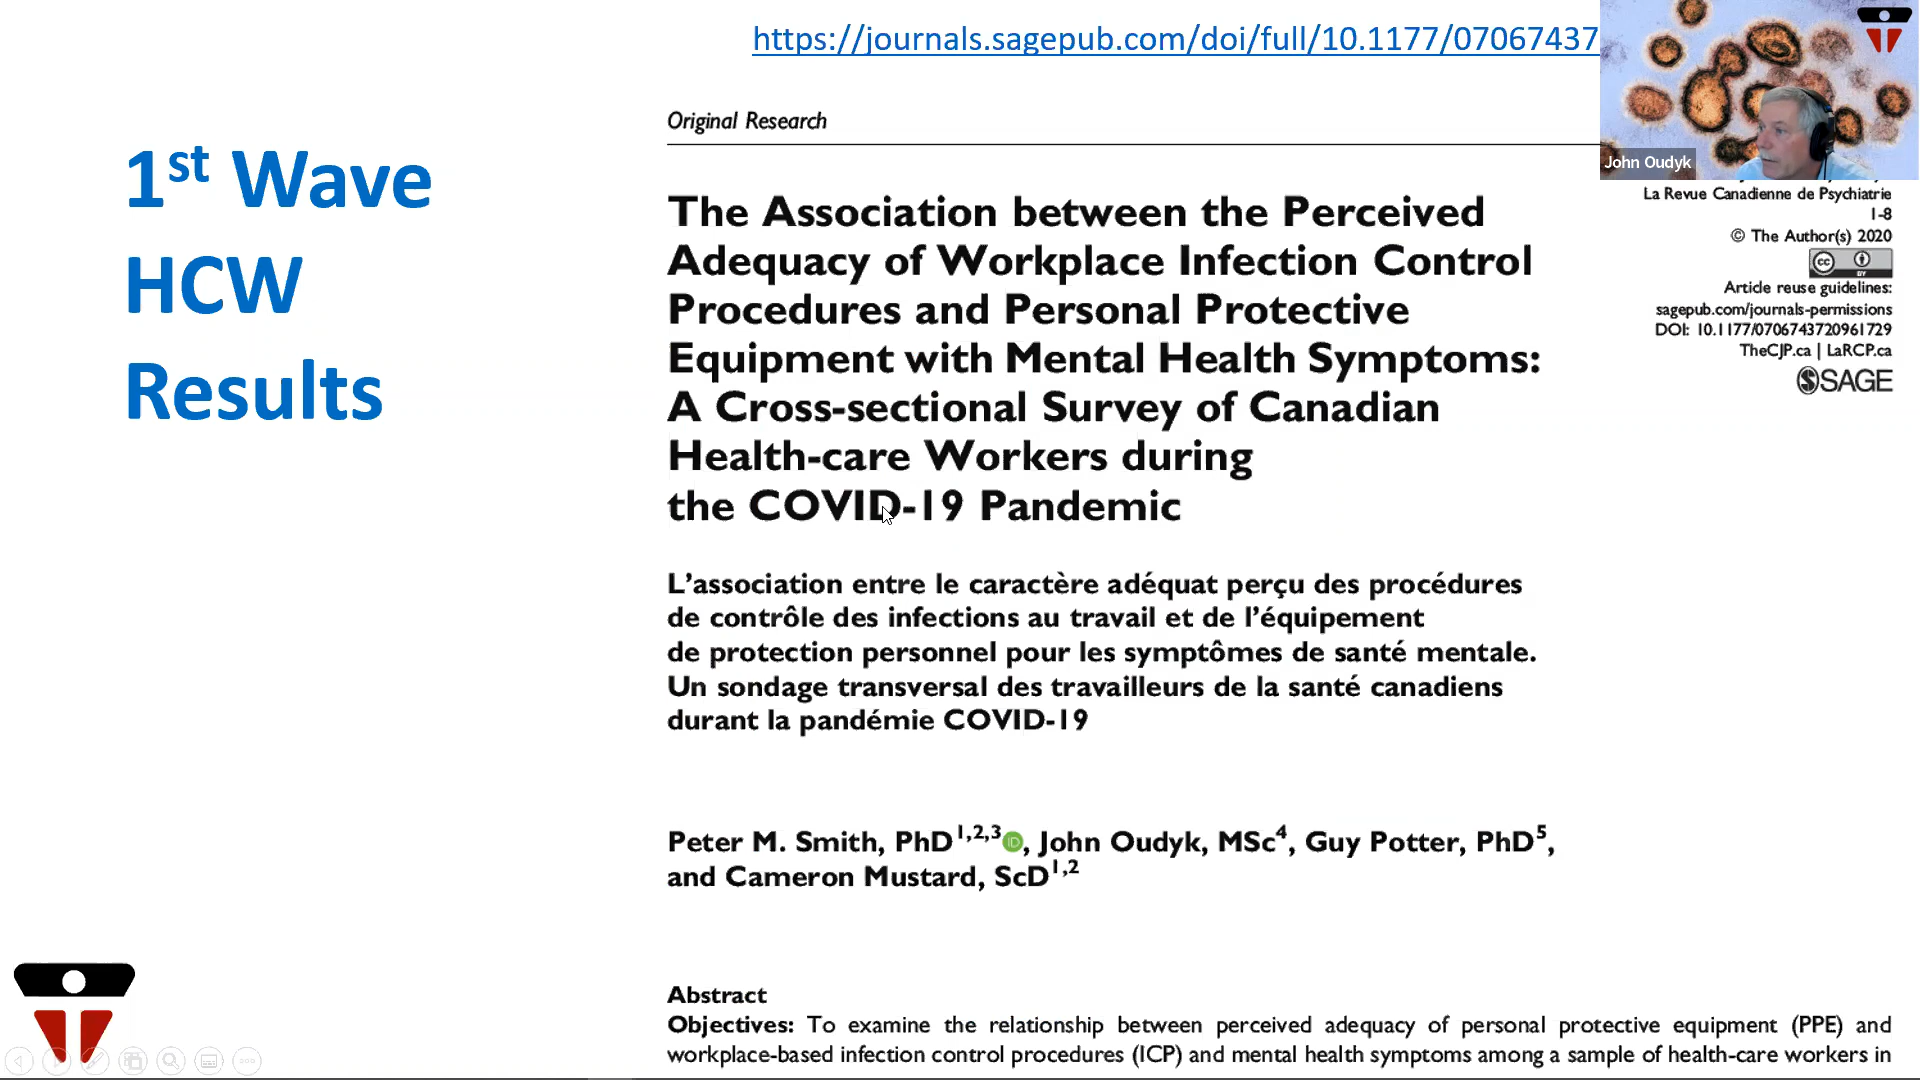 https://journals.sagepub.com/doi/full/10.1177/07067437
John Oudyk
1st Wave
HCW
Results
Original Research
La Revue Canadienne de Psychiatrie
1-8
© The Author(s) 2020
cc BY
Article reuse guidelines:
sagepub.com/journals-permissions
DOI: 10.1177/0706743720961729
TheCJP.ca | LaRCP.ca
SAGE
The Association between the Perceived
Adequacy of Workplace Infection Control
Procedures and Personal Protective
Equipment with Mental Health Symptoms:
A Cross-sectional Survey of Canadian
Health-care Workers during
the COVID-19 Pandemic
L’association entre le caractère adéquat perçu des procédures
de contrôle des infections au travail et de l’équipement
de protection personnel pour les symptômes de santé mentale.
Un sondage transversal des travailleurs de la santé canadiens
durant la pandémie COVID-19
Peter M. Smith, PhD1,2,3 iD, John Oudyk, MSc4, Guy Potter, PhD5,
and Cameron Mustard, ScD1,2
Abstract
Objectives: To examine the relationship between perceived adequacy of personal protective equipment (PPE) and
workplace-based infection control procedures (ICP) and mental health symptoms among a sample of health-care workers in